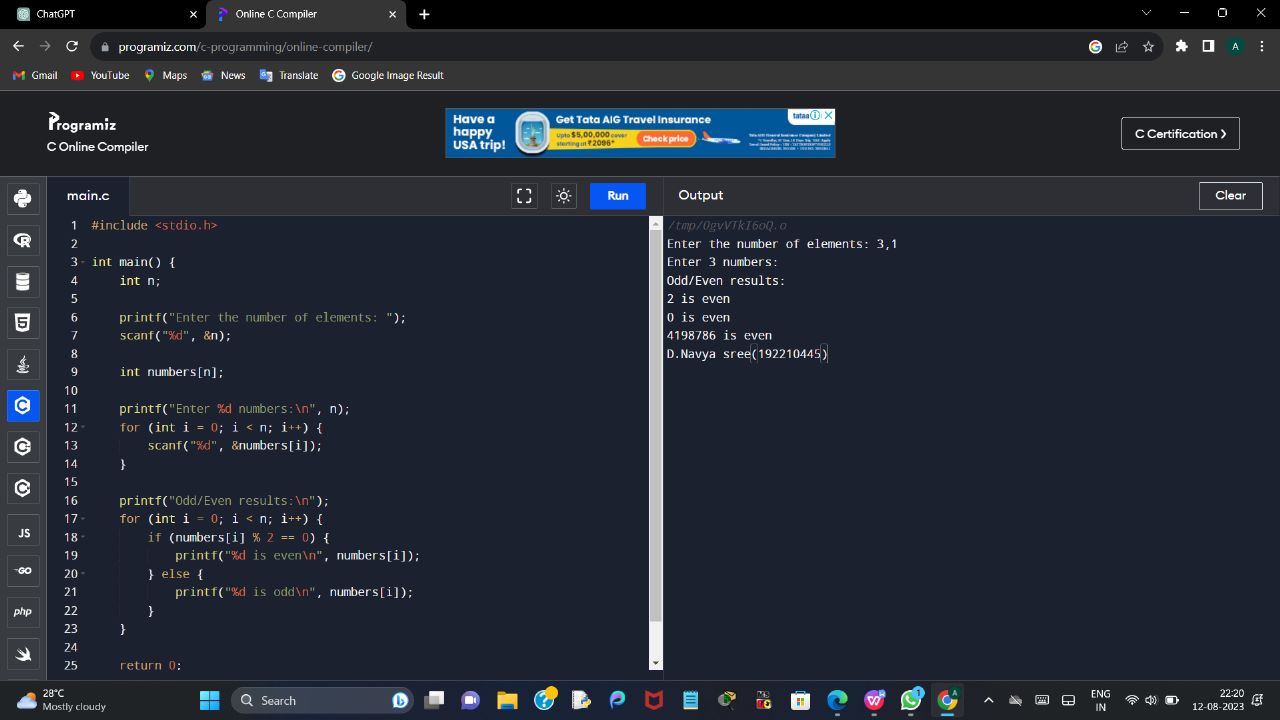 ChatGPT
Online C Compiler
programiz.com/c-programming/online-compiler/
A
Gmail
YouTube
Maps
News
Translate
Google Image Result
Programiz
C Online Compiler
Have a
happy
USA trip!
Get Tata AIG Travel Insurance
Upto $5,00,000 cover
starting at ₹2096*
Check price
C Certification
main.c
Run
Output
Clear
1 #include <stdio.h>
2
3 int main() {
4 int n;
5
6 printf("Enter the number of elements: ");
7 scanf("%d", &n);
8
9 int numbers[n];
10
11 printf("Enter %d numbers:\n", n);
12 for (int i = 0; i < n; i++) {
13 scanf("%d", &numbers[i]);
14 }
15
16 printf("Odd/Even results:\n");
17 for (int i = 0; i < n; i++) {
18 if (numbers[i] % 2 == 0) {
19 printf("%d is even\n", numbers[i]);
20 } else {
21 printf("%d is odd\n", numbers[i]);
22 }
23 }
24
25 return 0;
/tmp/0gvVTkI6oQ.o
Enter the number of elements: 3,1
Enter 3 numbers:
Odd/Even results:
2 is even
0 is even
4198786 is even
D.Navya sree(192210445)
JS
GO
php
28°C
Mostly cloudy
Search
1
A
ENG
IN
22:20
12-08-2023